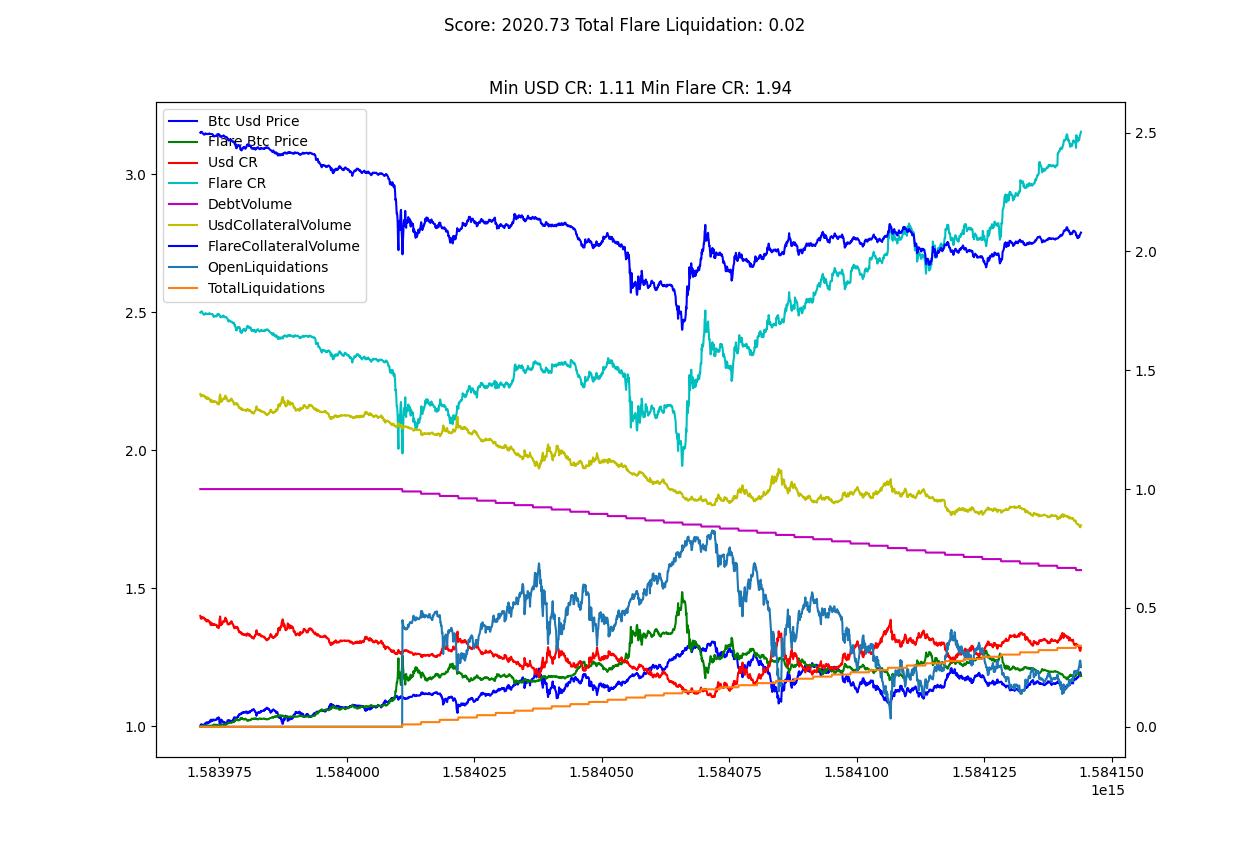 Score: 2020.73 Total Flare Liquidation: 0.02
Min USD CR: 1.11 Min Flare CR: 1.94
Btc Usd Price
Flare Btc Price
Usd CR
Flare CR
DebtVolume
UsdCollateralVolume
FlareCollateralVolume
OpenLiquidations
TotalLiquidations
3.0
2.5
2.0
1.5
1.0
2.5
2.0
1.5
1.0
0.5
0.0
1.583975 1.584000 1.584025 1.584050 1.584075 1.584100 1.584125 1.584150
1e15